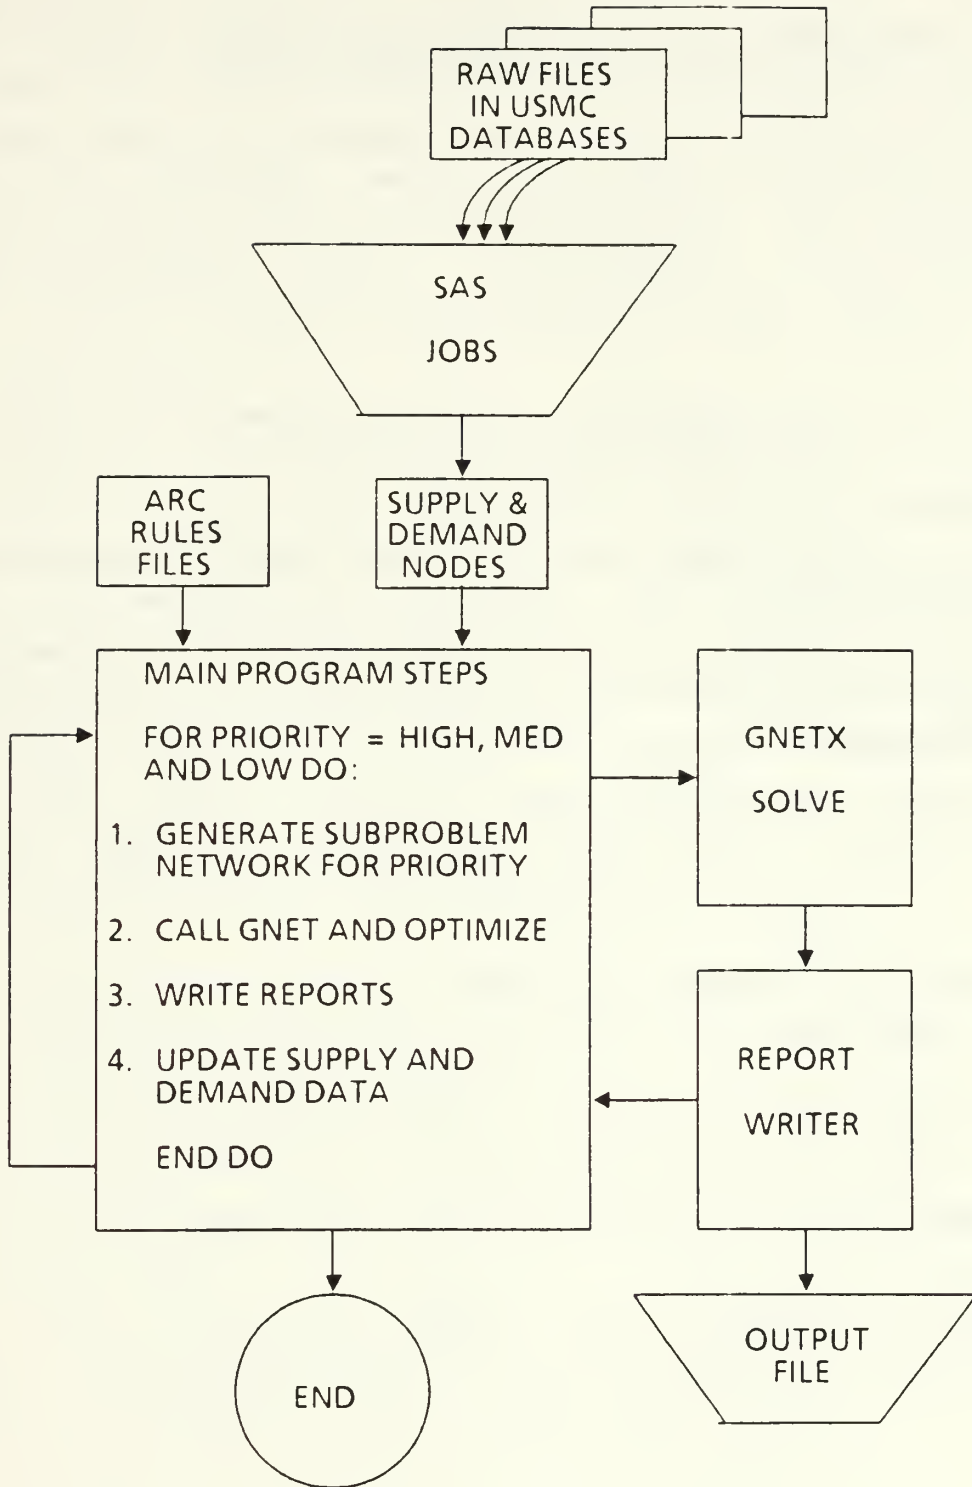 RAW FILES
IN USMC
DATABASES
SAS
JOBS
ARC
RULES
FILES
SUPPLY &
DEMAND
NODES
MAIN PROGRAM STEPS
FOR PRIORITY = HIGH, MED
AND LOW DO:
1. GENERATE SUBPROBLEM
NETWORK FOR PRIORITY
2. CALL GNET AND OPTIMIZE
3. WRITE REPORTS
4. UPDATE SUPPLY AND
DEMAND DATA
END DO
GNETX
SOLVE
REPORT
WRITER
END
OUTPUT
FILE